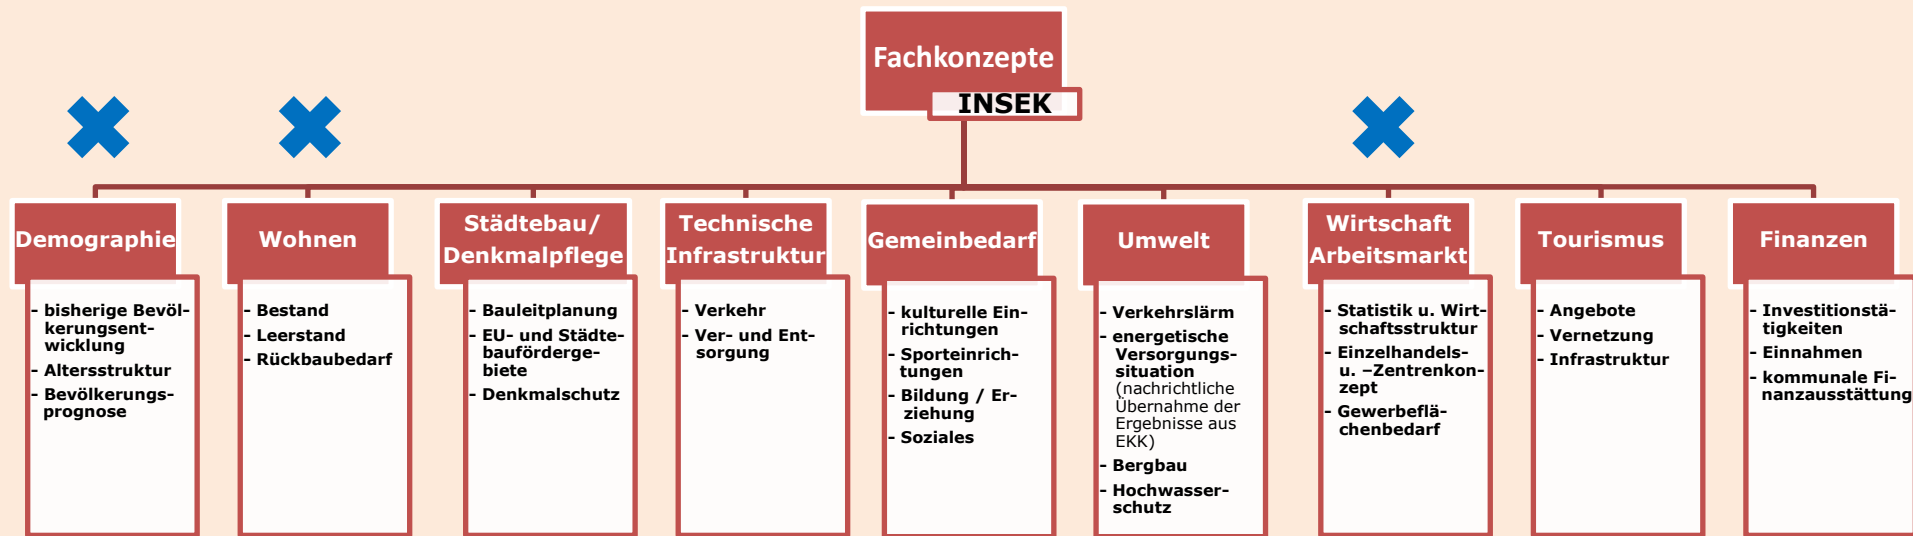 Fachkonzepte
INSEK
Demographie
- bisherige Bevöl-
kerungsent-
wicklung
- Altersstruktur
- Bevölkerungs-
prognose
Wohnen
- Bestand
- Leerstand
- Rückbaubedarf
Städtebau/
Denkmalpflege
- Bauleitplanung
- EU- und Städte-
baufördergebiete
- Denkmalschutz
Technische
Infrastruktur
- Verkehr
- Ver- und Ent-
sorgung
Gemeinbedarf
- kulturelle Ein-
richtungen
- Sporteinrich-
tungen
- Bildung / Er-
ziehung
- Soziales
Umwelt
- Verkehrslärm
- energetische
Versorgungs-
situation
(nachrichtliche
Übernahme der
Ergebnisse aus
EKK)
- Bergbau
- Hochwasser-
schutz
Wirtschaft
Arbeitsmarkt
- Statistik u. Wirt-
schaftsstruktur
- Einzelhandels-
u. –Zentrenkon-
zept
- Gewerbeflä-
chenbedarf
Tourismus
- Angebote
- Vernetzung
- Infrastruktur
Finanzen
- Investitionstä-
tigkeiten
- Einnahmen
- kommunale Fi-
nanzausstättung